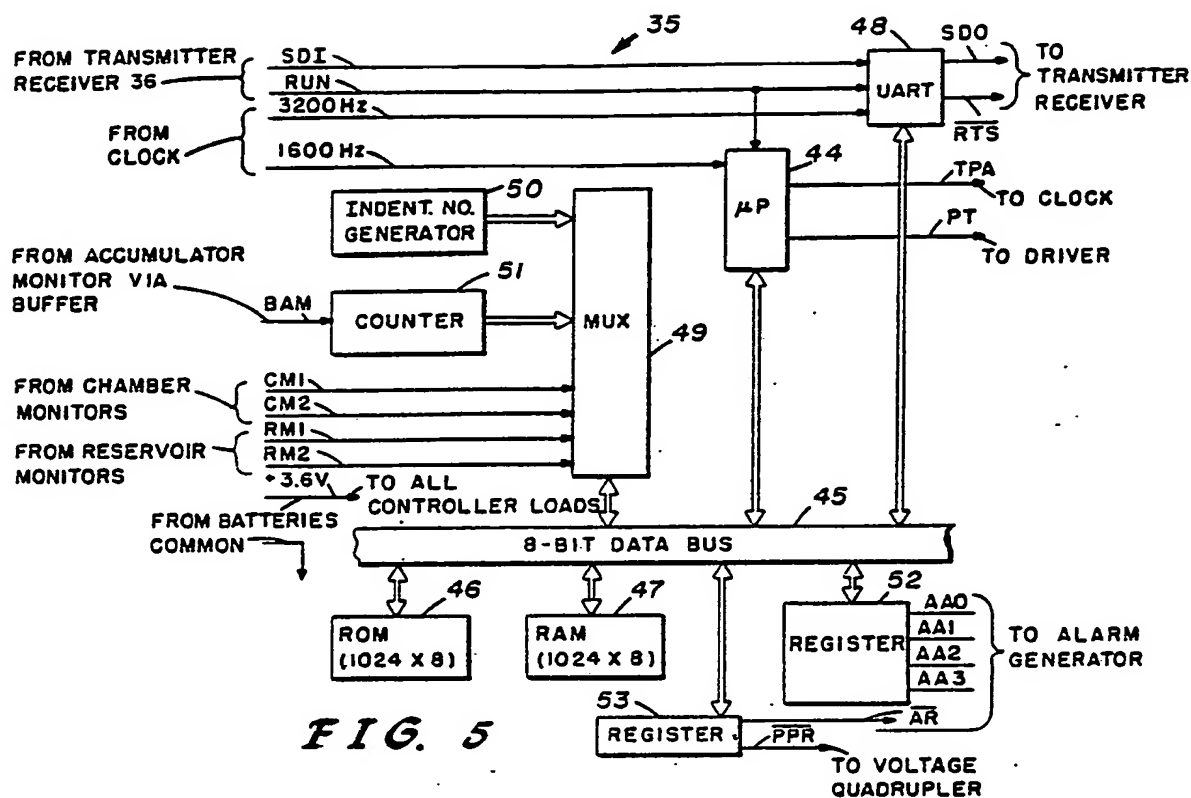 35
48
SDO
FROM TRANSMITTER
RECEIVER 36
SDI
RUN
UART
TO
TRANSMITTER
RECEIVER
3200 Hz
RTS
FROM
CLOCK
1600 Hz
44
μP
TPA
TO CLOCK
PT
TO DRIVER
50
INDENT. NO.
GENERATOR
FROM ACCUMULATOR
MONITOR VIA
BUFFER
BAM
51
COUNTER
MUX
49
FROM CHAMBER
MONITORS
CM1
CM2
FROM RESERVOIR
MONITORS
RM1
RM2
+3.6V
TO ALL
CONTROLLER LOADS
FROM BATTERIES
COMMON
45
8-BIT DATA BUS
46
ROM
(1024 X 8)
47
RAM
(1024 X 8)
52
REGISTER
AA0
AA1
AA2
AA3
TO ALARM
GENERATOR
53
REGISTER
AR
PPR
TO VOLTAGE
QUADRUPLER
FIG. 5